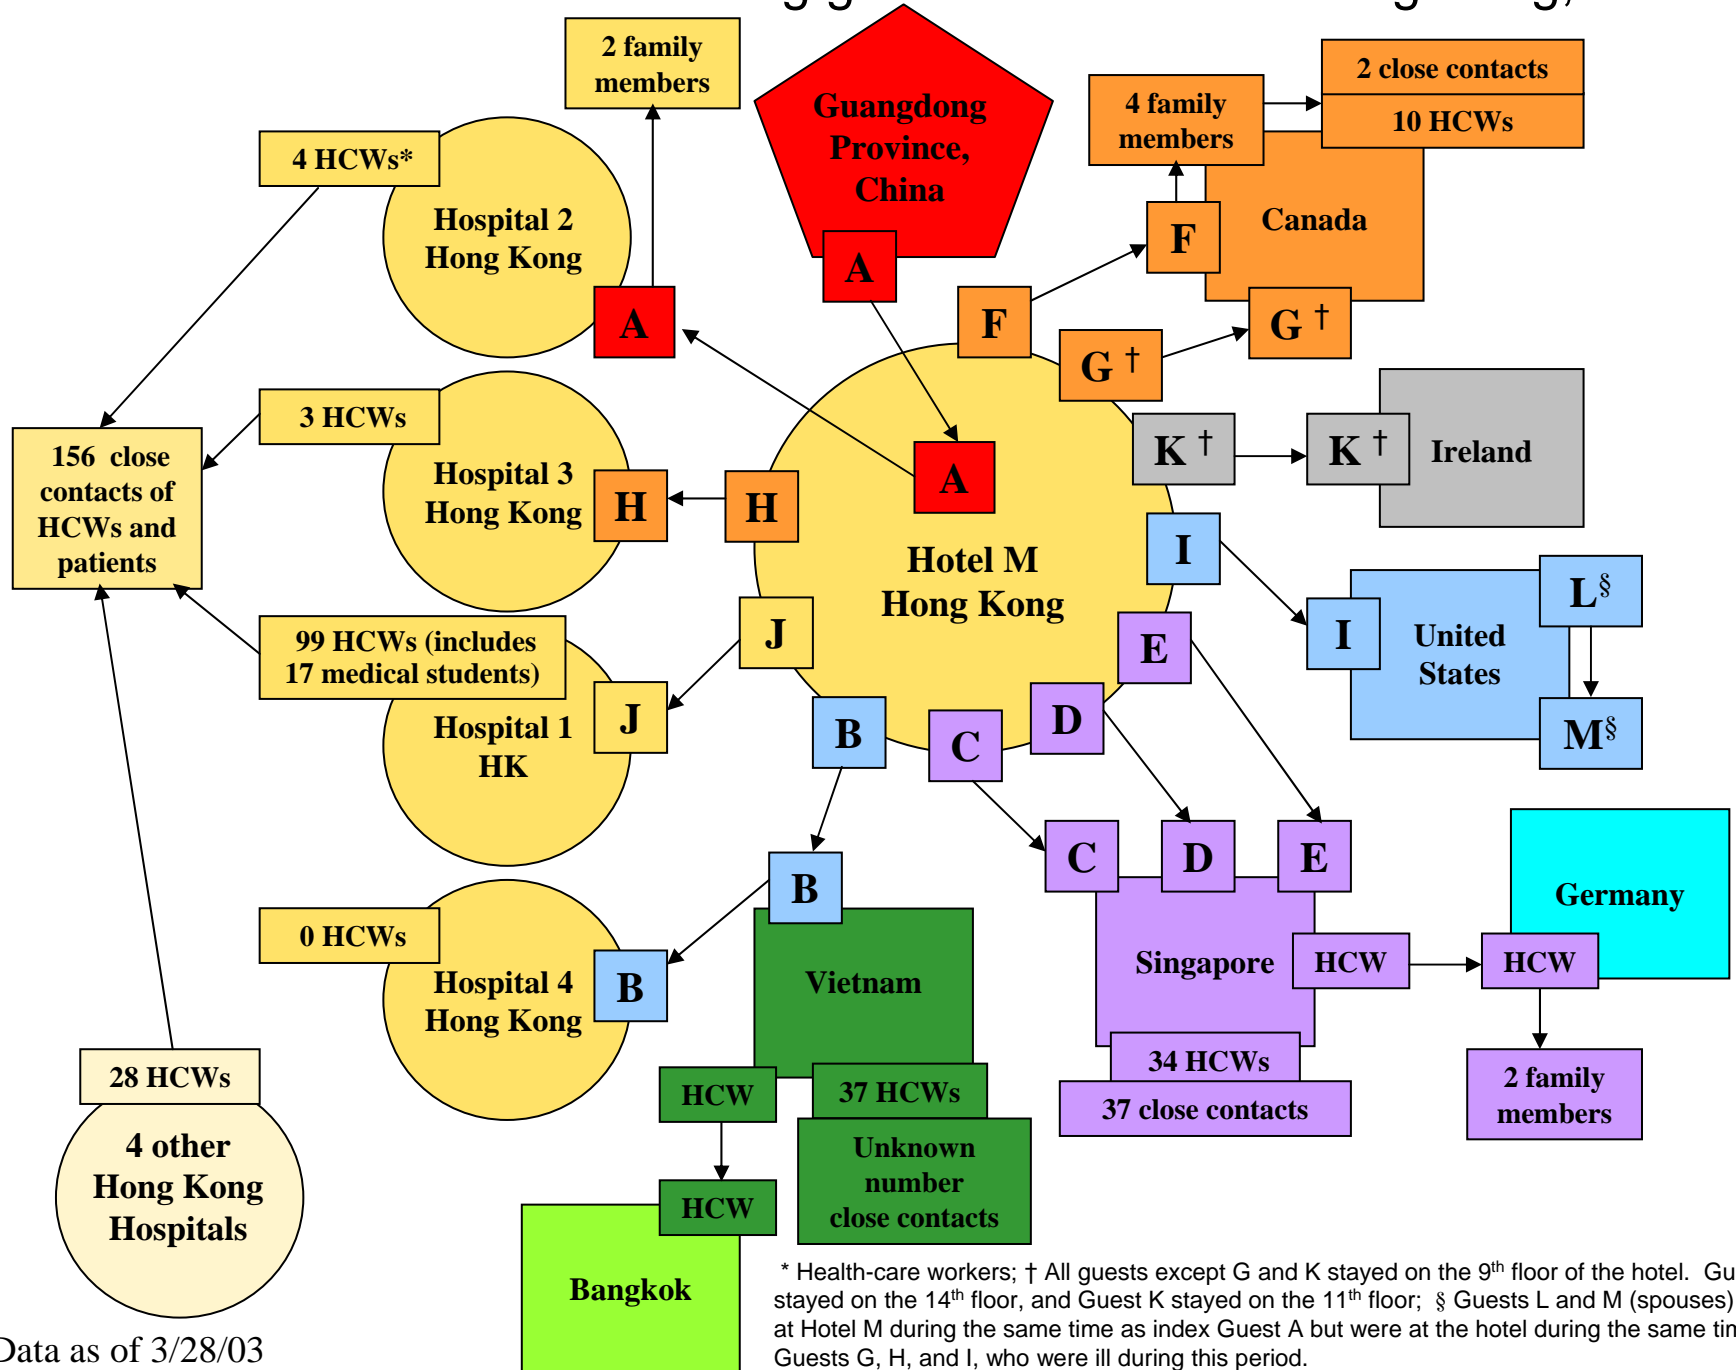 2 family
members
Guangdong
Province,
China
A
4 family
members
2 close contacts
10 HCWs
Canada
F
G †
4 HCWs*
Hospital 2
Hong Kong
A
F
G †
K †
K †
Ireland
3 HCWs
Hospital 3
Hong Kong
H
H
A
Hotel M
Hong Kong
156 close
contacts of
HCWs and
patients
I
I
United
States
L§
M§
99 HCWs (includes
17 medical students)
Hospital 1
HK
J
J
E
D
C
B
B
C
D
E
0 HCWs
Hospital 4
Hong Kong
B
Vietnam
Singapore
HCW
HCW
Germany
34 HCWs
37 close contacts
2 family
members
28 HCWs
4 other
Hong Kong
Hospitals
HCW
37 HCWs
Unknown
number
close contacts
HCW
Bangkok
* Health-care workers; † All guests except G and K stayed on the 9th floor of the hotel.
stayed on the 14th floor, and Guest K stayed on the 11th floor; § Guests L and M (spouses)
at Hotel M during the same time as index Guest A but were at the hotel during the same
Guests G, H, and I, who were ill during this period.
Data as of 3/28/03